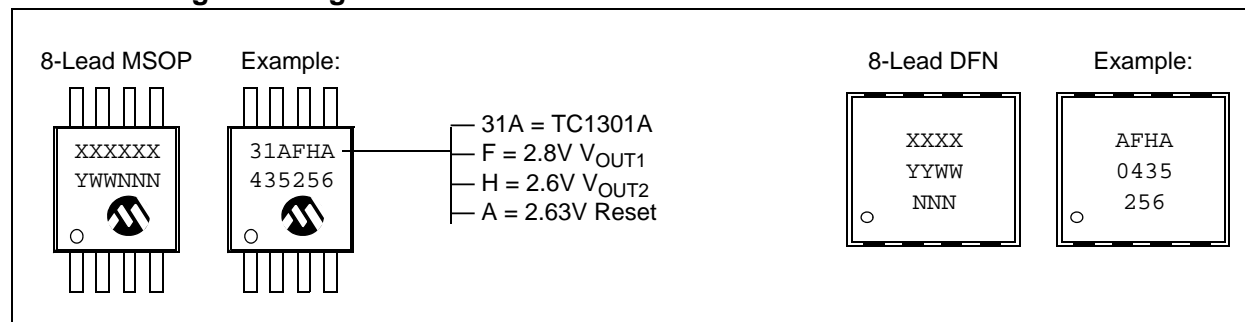 8-Lead MSOP
Example:
XXXXXX
YWWNNN
31AFHA
435256
31A = TC1301A
F = 2.8V VOUT1
H = 2.6V VOUT2
A = 2.63V Reset
8-Lead DFN
Example:
XXXX
YYWW
NNN
AFHA
0435
256